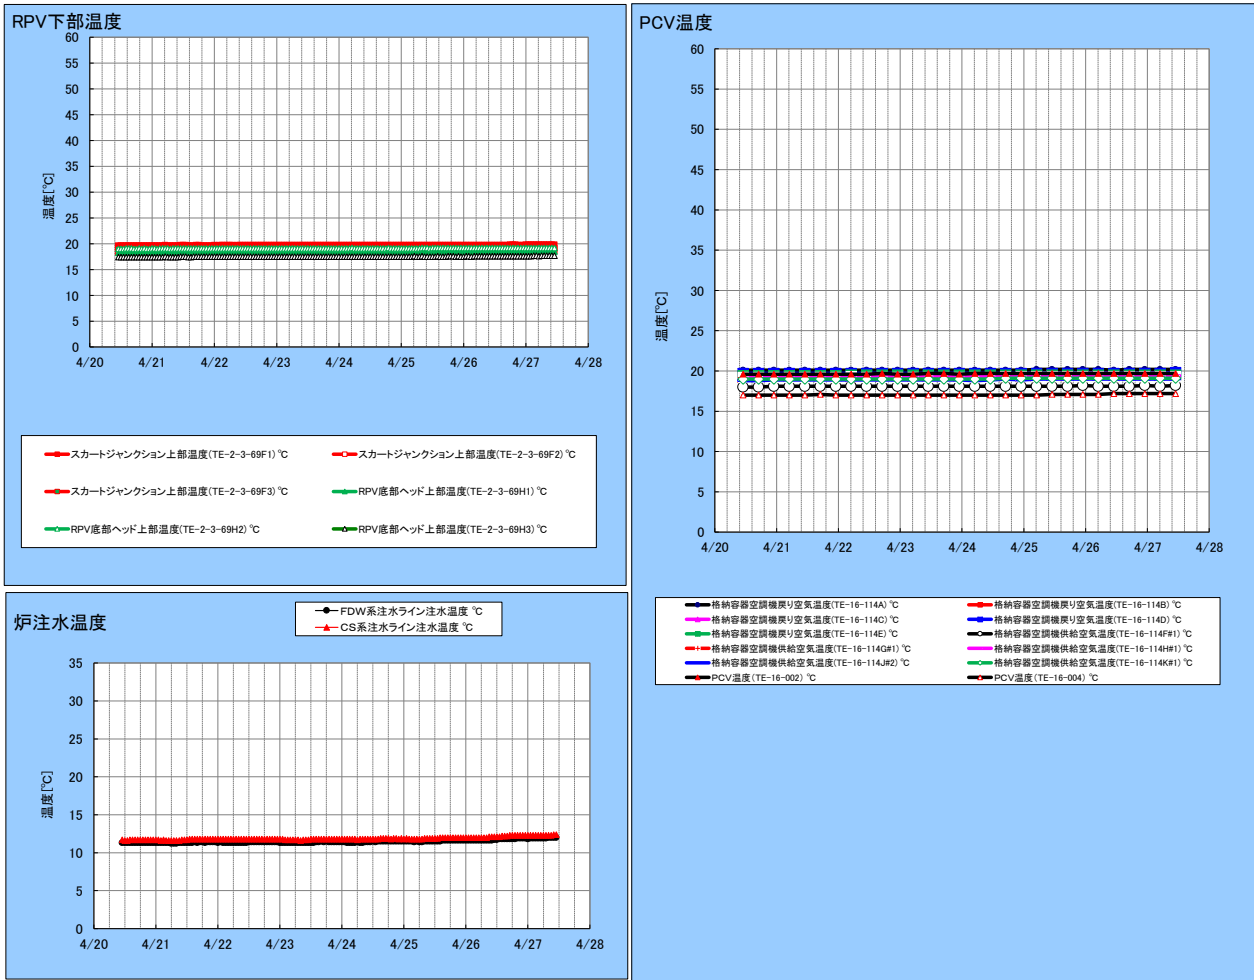 RPV下部温度
60
55
50
45
40
35
30
25
20
15
10
5
0
温度[℃]
4/20 4/21 4/22 4/23 4/24 4/25 4/26 4/27 4/28
スカートジャンクション上部温度(TE-2-3-69F1)℃ スカートジャンクション上部温度(TE-2-3-69F2)℃
スカートジャンクション上部温度(TE-2-3-69F3)℃ RPV底部ヘッド上部温度(TE-2-3-69H1)℃
RPV底部ヘッド上部温度(TE-2-3-69H2)℃ RPV底部ヘッド上部温度(TE-2-3-69H3)℃
炉注水温度
FDW系注水ライン注水温度 ℃
CS系注水ライン注水温度 ℃
35
30
25
20
15
10
5
0
温度[℃]
4/20 4/21 4/22 4/23 4/24 4/25 4/26 4/27 4/28
PCV温度
60
55
50
45
40
35
30
25
20
15
10
5
0
温度[℃]
4/20 4/21 4/22 4/23 4/24 4/25 4/26 4/27 4/28
格納容器空調機戻り空気温度(TE-16-114A)℃ 格納容器空調機戻り空気温度(TE-16-114B)℃
格納容器空調機戻り空気温度(TE-16-114C)℃ 格納容器空調機戻り空気温度(TE-16-114D)℃
格納容器空調機戻り空気温度(TE-16-114E)℃ 格納容器空調機供給空気温度(TE-16-114F#1)℃
格納容器空調機供給空気温度(TE-16-114G#1)℃ 格納容器空調機供給空気温度(TE-16-114H#1)℃
格納容器空調機供給空気温度(TE-16-114J#2)℃ 格納容器空調機供給空気温度(TE-16-114K#1)℃
PCV温度(TE-16-002)℃ PCV温度(TE-16-004)℃